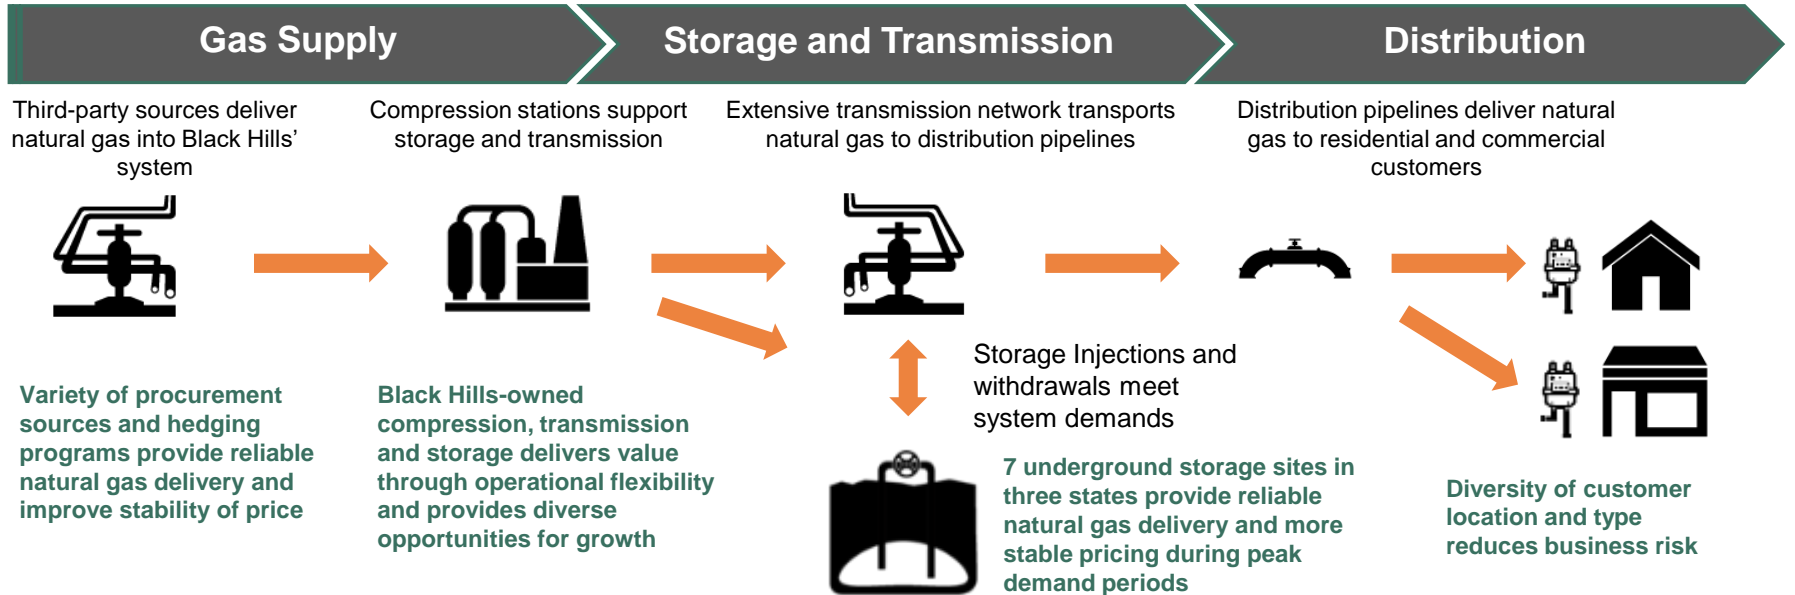 Gas Supply
Storage and Transmission
Distribution
Third-party sources deliver
natural gas into Black Hills'
system
Compression stations support
storage and transmission
Extensive transmission network transports
natural gas to distribution pipelines
Distribution pipelines deliver natural
gas to residential and commercial
customers
Storage Injections and
withdrawals meet
system demands
Variety of procurement
sources and hedging
programs provide reliable
natural gas delivery and
improve stability of price
Black Hills-owned
compression, transmission
and storage delivers value
through operational flexibility
and provides diverse
opportunities for growth
7 underground storage sites in
three states provide reliable
natural gas delivery and more
stable pricing during peak
demand periods
Diversity of customer
location and type
reduces business risk